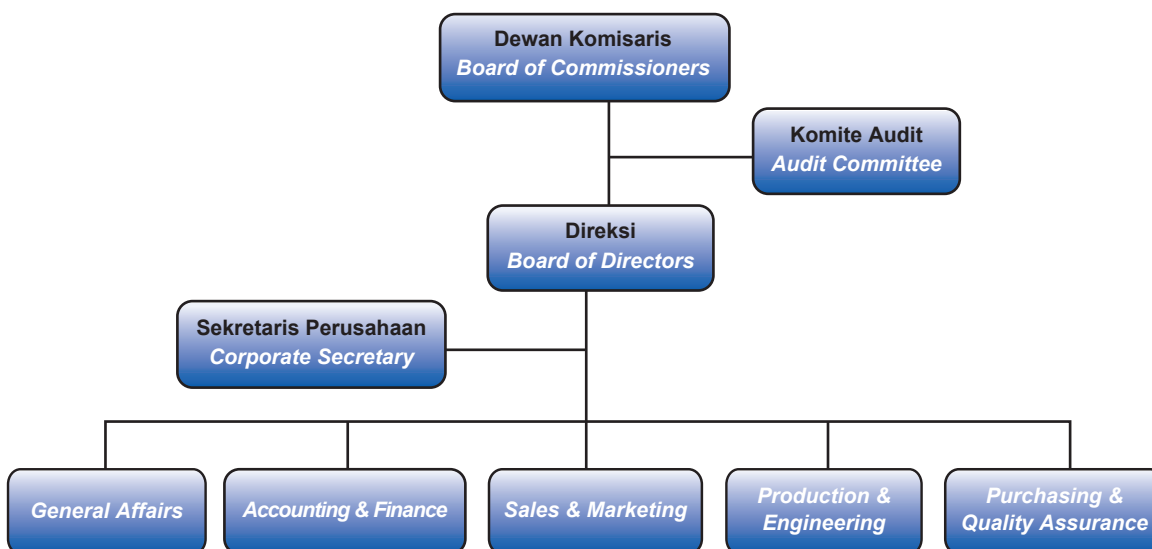 Dewan Komisaris
Board of Commissioners
Komite Audit
Audit Committee
Direksi
Board of Directors
Sekretaris Perusahaan
Corporate Secretary
General Affairs
Accounting & Finance
Sales & Marketing
Production &
Engineering
Purchasing &
Quality Assurance